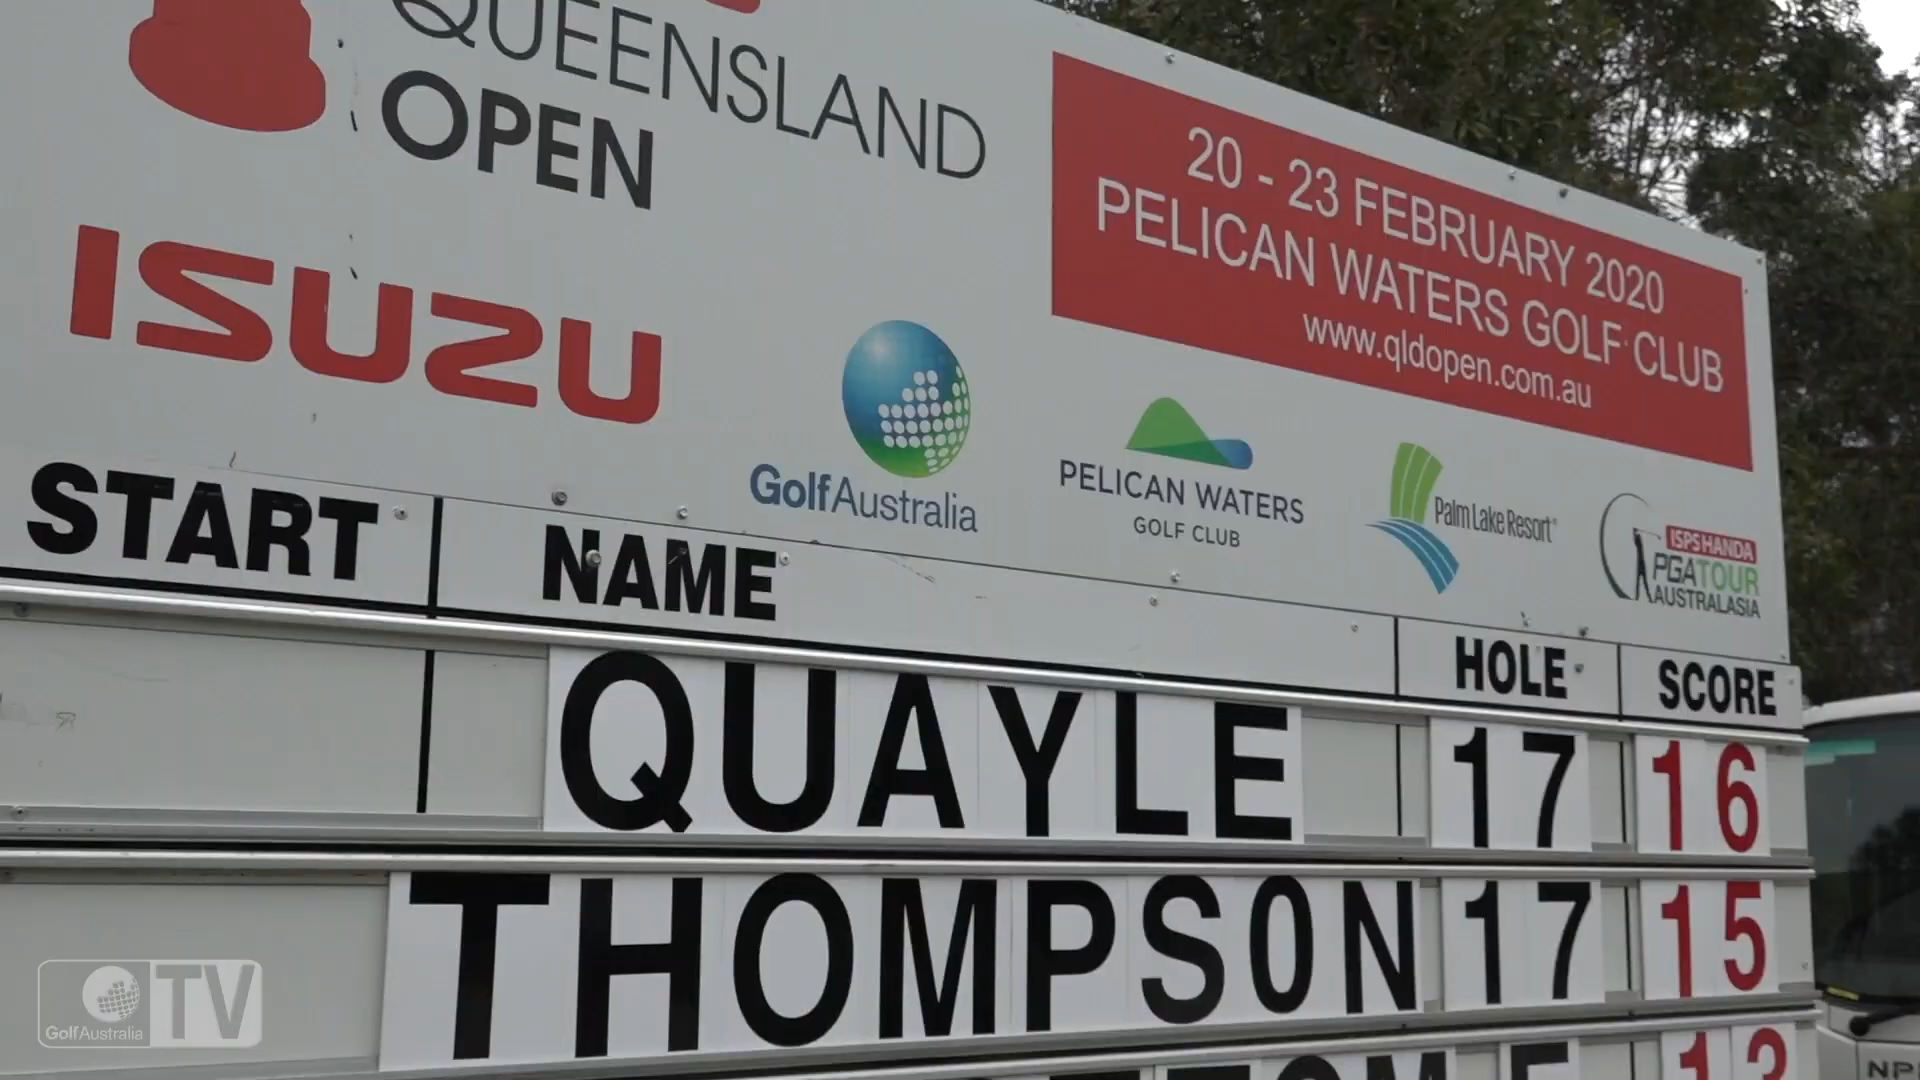 QUEENSLAND
OPEN
ISUZU
20 - 23 FEBRUARY 2020
PELICAN WATERS GOLF CLUB
www.qldopen.com.au
GolfAustralia
PELICAN WATERS
GOLF CLUB
Palm Lake Resort
ISPS HANDA
PGA TOUR
AUSTRALASIA
START NAME HOLE SCORE
QUAYLE 17 16
THOMPSON 17 15
13
GolfAustralia TV